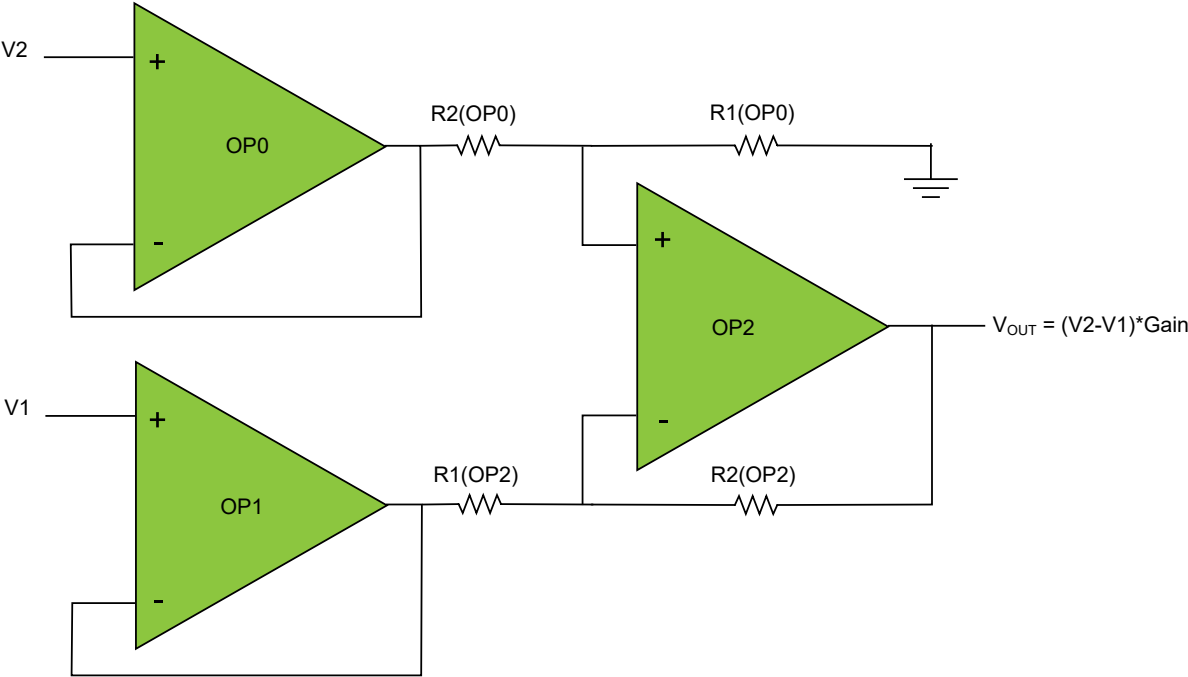 V2
+
OP0
-
R2(OP0)
R1(OP0)
+
OP2
-
V_OUT = (V2-V1)*Gain
V1
+
OP1
-
R1(OP2)
R2(OP2)